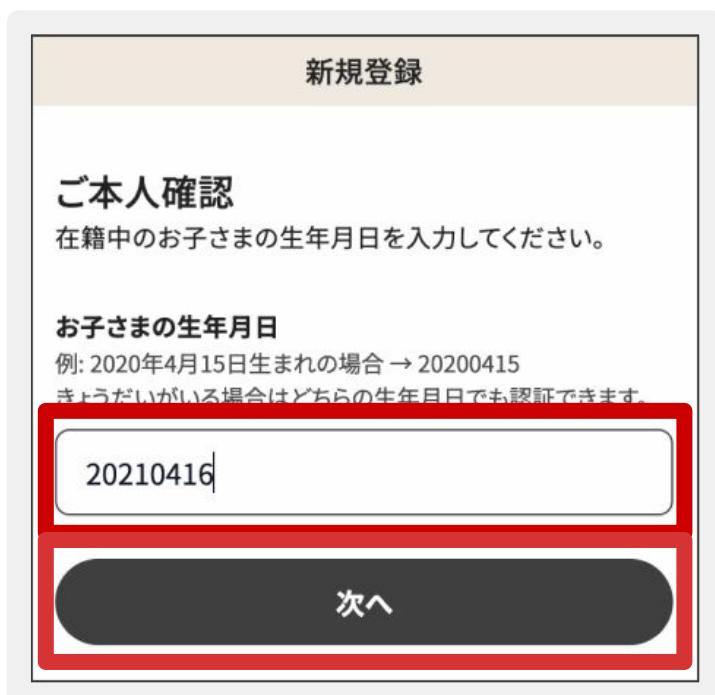 新規登録
ご本人確認
在籍中のお子さまの生年月日を入力してください。
お子さまの生年月日
例: 2020年4月15日生まれの場合 → 20200415
きょうだいがいる場合はどちらの生年月日でも認証できます。
20210416
次へ